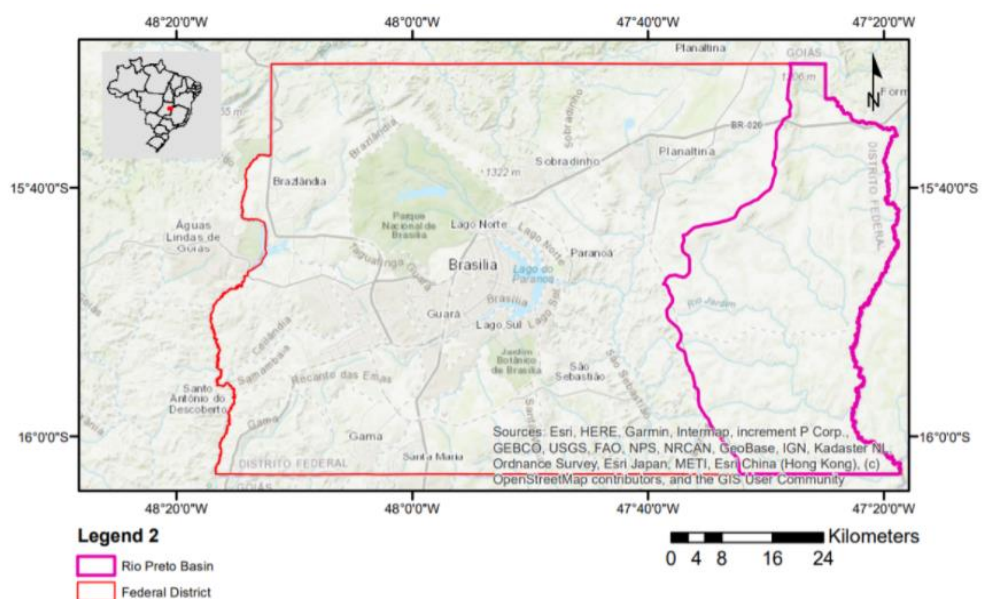 48°20'0"W 48°0'0"W 47°40'0"W 47°20'0"W
Planaltina
GOIÁS
N
Form
BR-020
Brazlândia
Sobradinho
Sobradinho
Planaltina
1322 m
DISTRITO FEDERAL
15°40'0"S 15°40'0"S
Brazlândia
Parque
Nacional de
Brasília
Lago Norte
Águas
Lindas de
Goiás
Lago Norte
Taguatinga
Guará
Paranoá
Brasília
Lago do
Paranoá
Rio Jardim
Brasília
Guará
Lago Sul
Lago Sul
Ceilândia
Samambaia
Jardim
Botânico
de Brasília
São
Sebastião
São Sebastião
Recanto das Emas
Santo
Antônio do
Descoberto
Gama
Gama
Santa Maria
16°0'0"S 16°0'0"S
DISTRITO FEDERAL
GOIÁS
Sources: Esri, HERE, Garmin, Intermap, increment P Corp.,
GEBCO, USGS, FAO, NPS, NRCAN, GeoBase, IGN, Kadaster NL,
Ordnance Survey, Esri Japan, METI, Esri China (Hong Kong), (c)
OpenStreetMap contributors, and the GIS User Community
48°20'0"W 48°0'0"W 47°40'0"W 47°20'0"W
Legend 2
Rio Preto Basin
Federal District
Kilometers
0 4 8 16 24